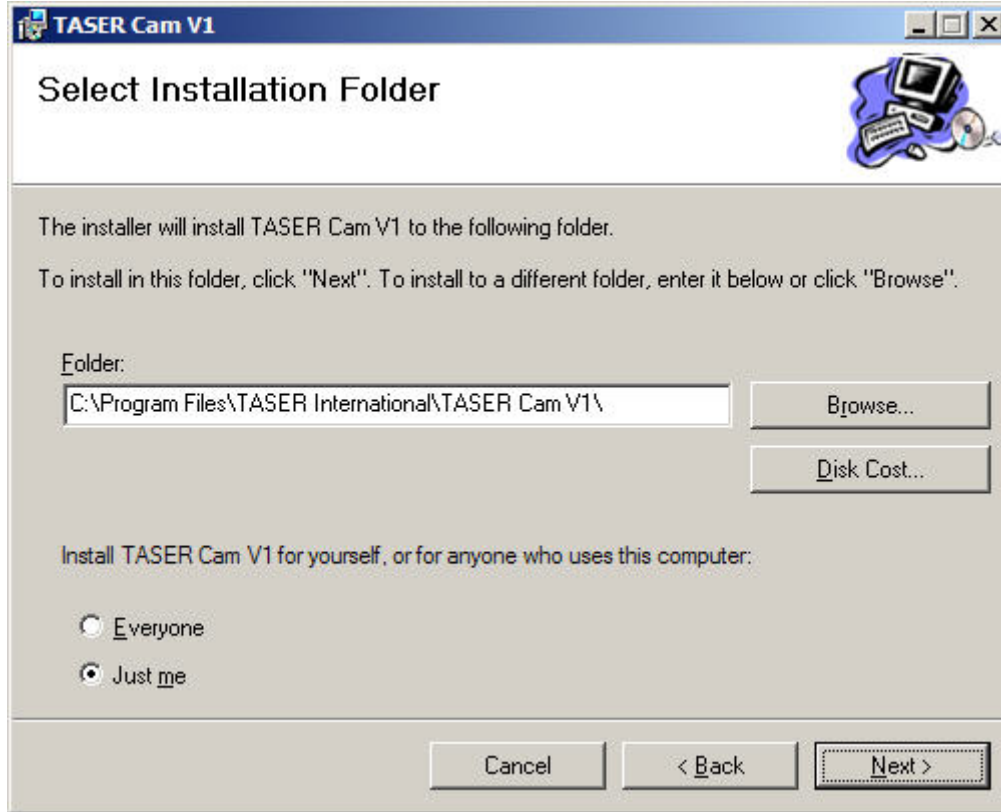 TASER Cam V1
Select Installation Folder
The installer will install TASER Cam V1 to the following folder.
To install in this folder, click "Next". To install to a different folder, enter it below or click "Browse".
Folder:
C:\Program Files\TASER International\TASER Cam V1\
Browse...
Disk Cost...
Install TASER Cam V1 for yourself, or for anyone who uses this computer:
Everyone
Just me
Cancel
< Back
Next >